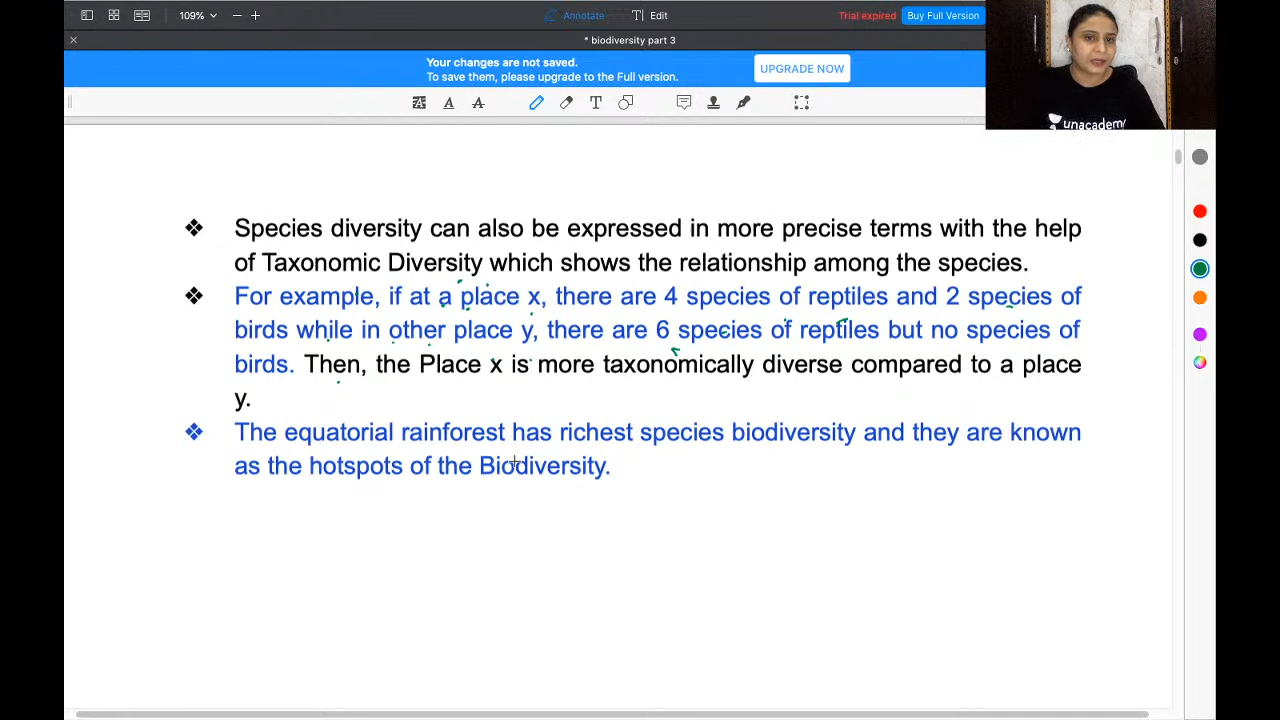 109%
Annotate
Edit
Trial expired
Buy Full Version
* biodiversity part 3
Your changes are not saved.
To save them, please upgrade to the Full version.
UPGRADE NOW
unacademy
❖ Species diversity can also be expressed in more precise terms with the help
of Taxonomic Diversity which shows the relationship among the species.
❖ For example, if at a place x, there are 4 species of reptiles and 2 species of
birds while in other place y, there are 6 species of reptiles but no species of
birds. Then, the Place x is more taxonomically diverse compared to a place
y.
❖ The equatorial rainforest has richest species biodiversity and they are known
as the hotspots of the Biodiversity.